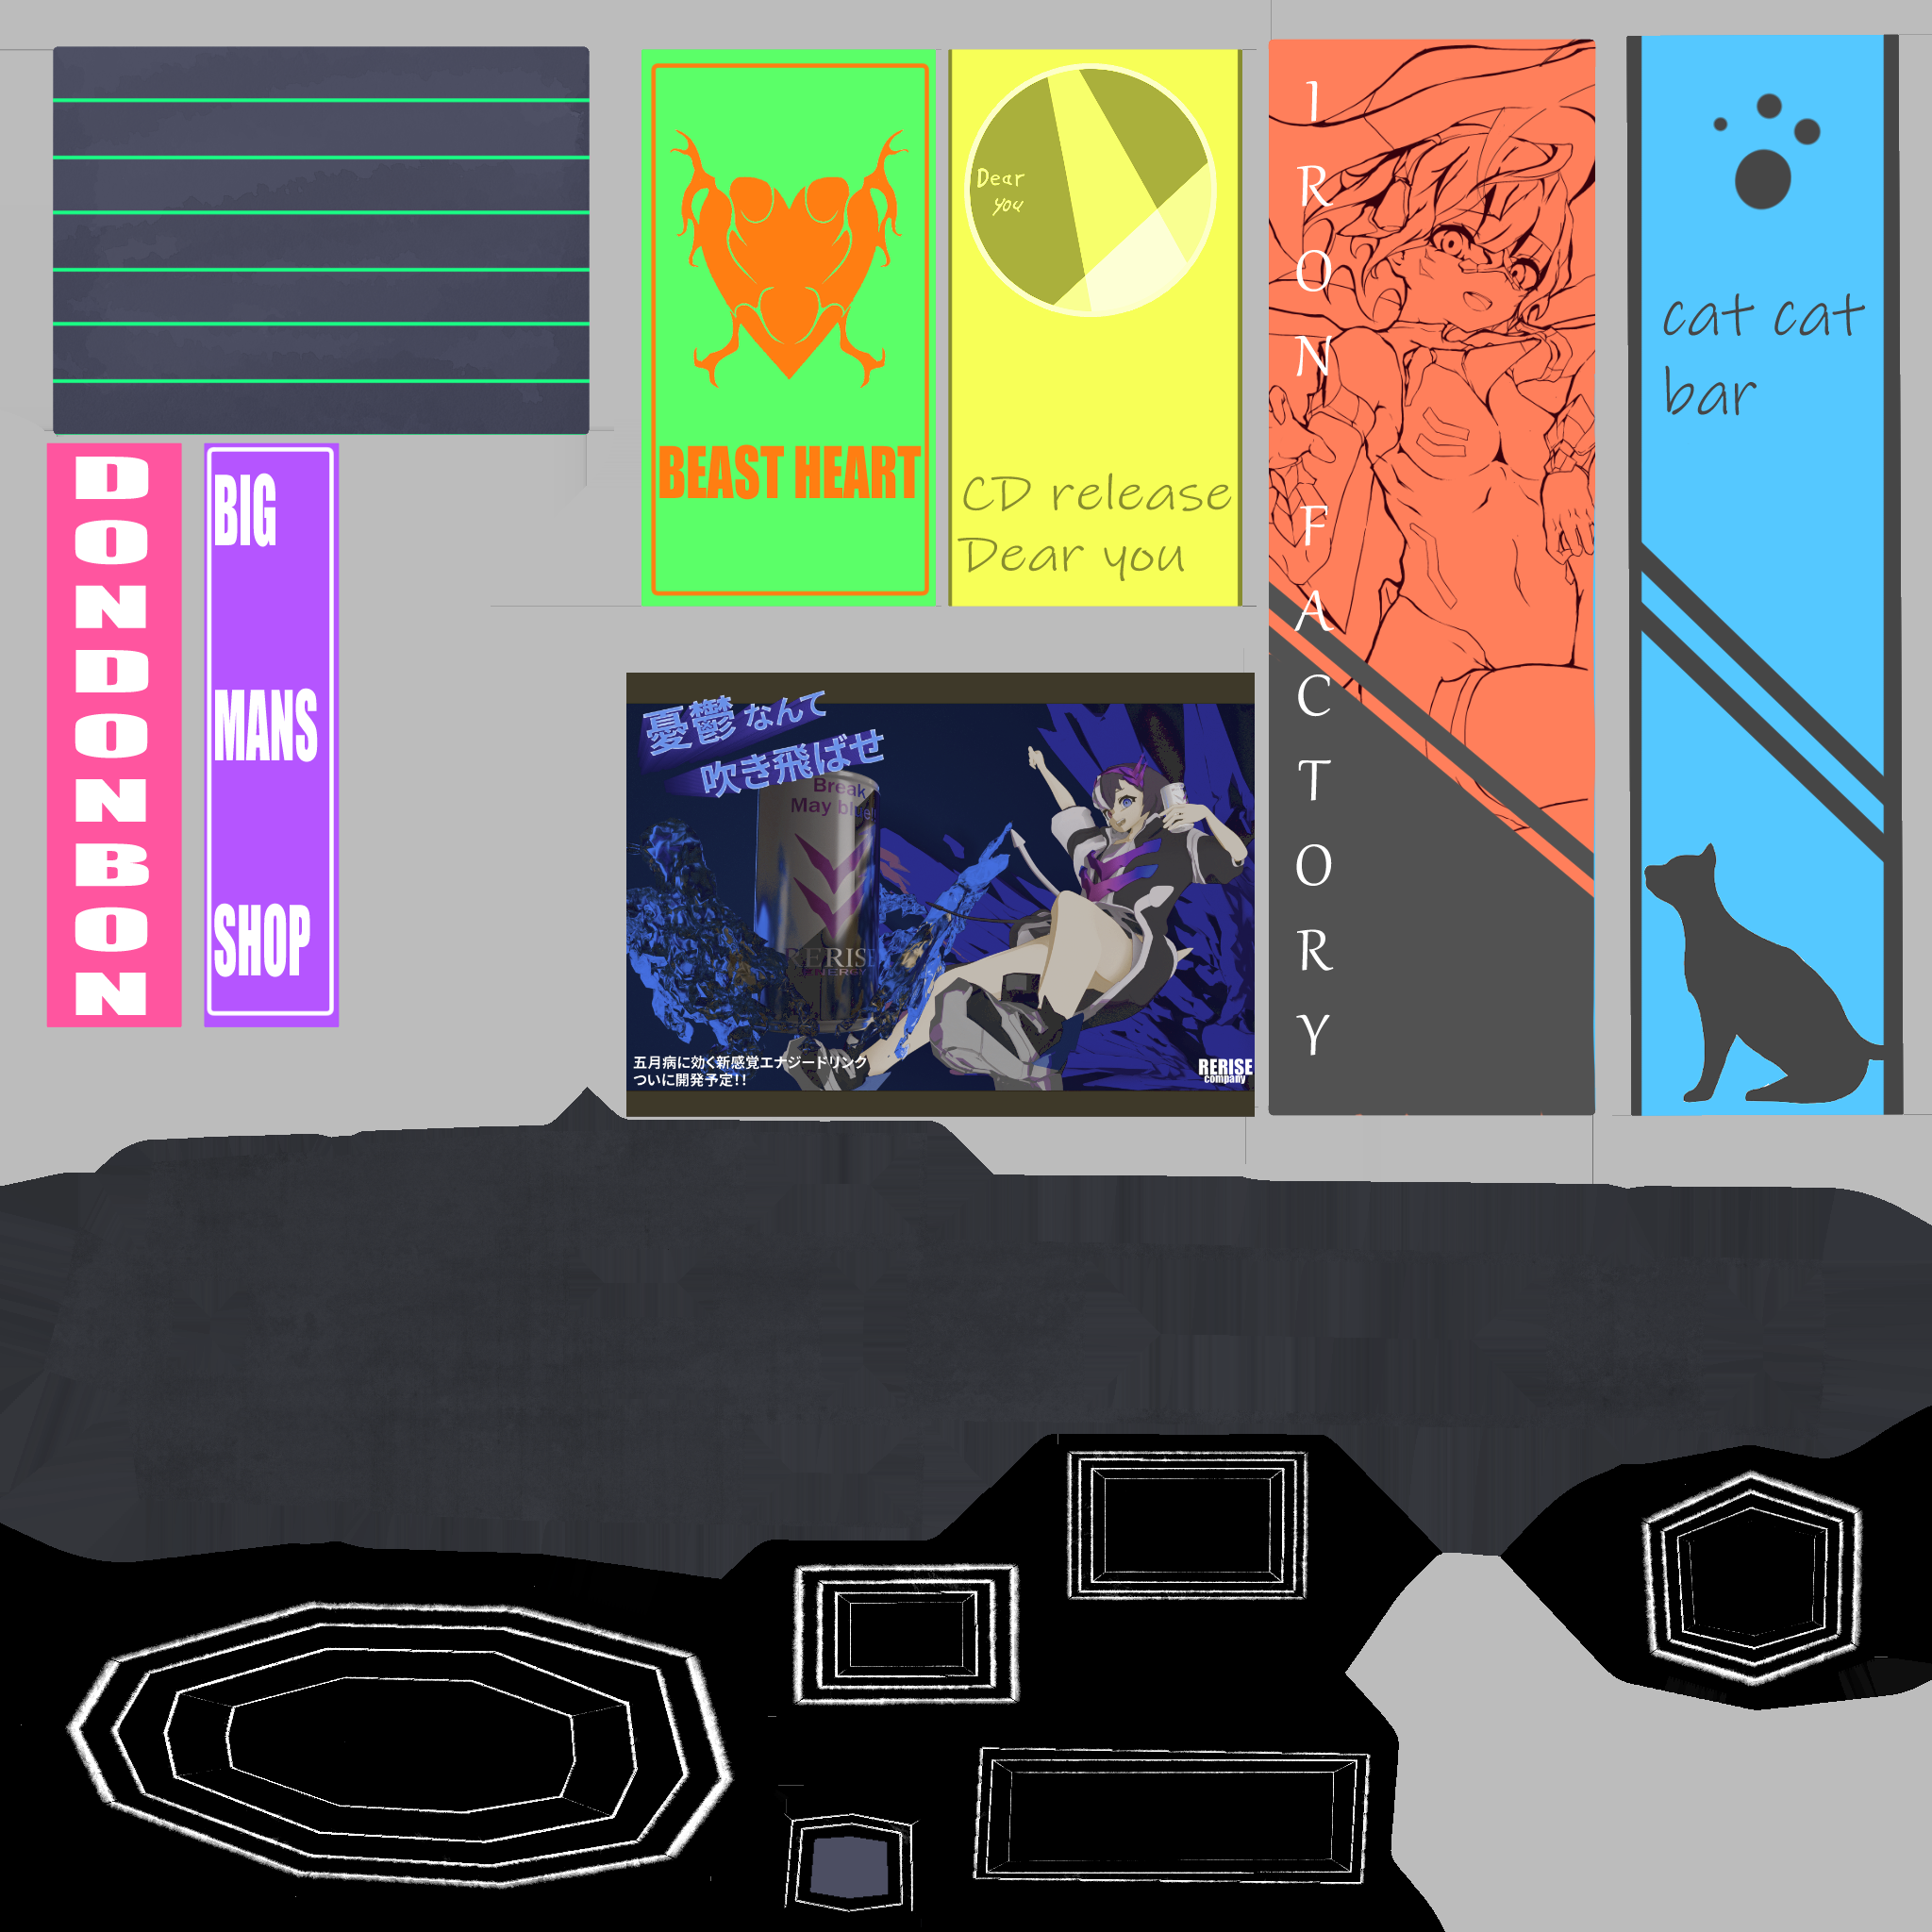 DONDONBON
BIG
MANS
SHOP
BEAST HEART
Dear
you
CD release
Dear you
IRON FACTORY
cat cat
bar
憂鬱なんて
吹き飛ばせ
Break
May blue
RERISE
ENERGY
五月病に効く新感覚エナジードリンク
ついに開発予定!!
RERISE
company